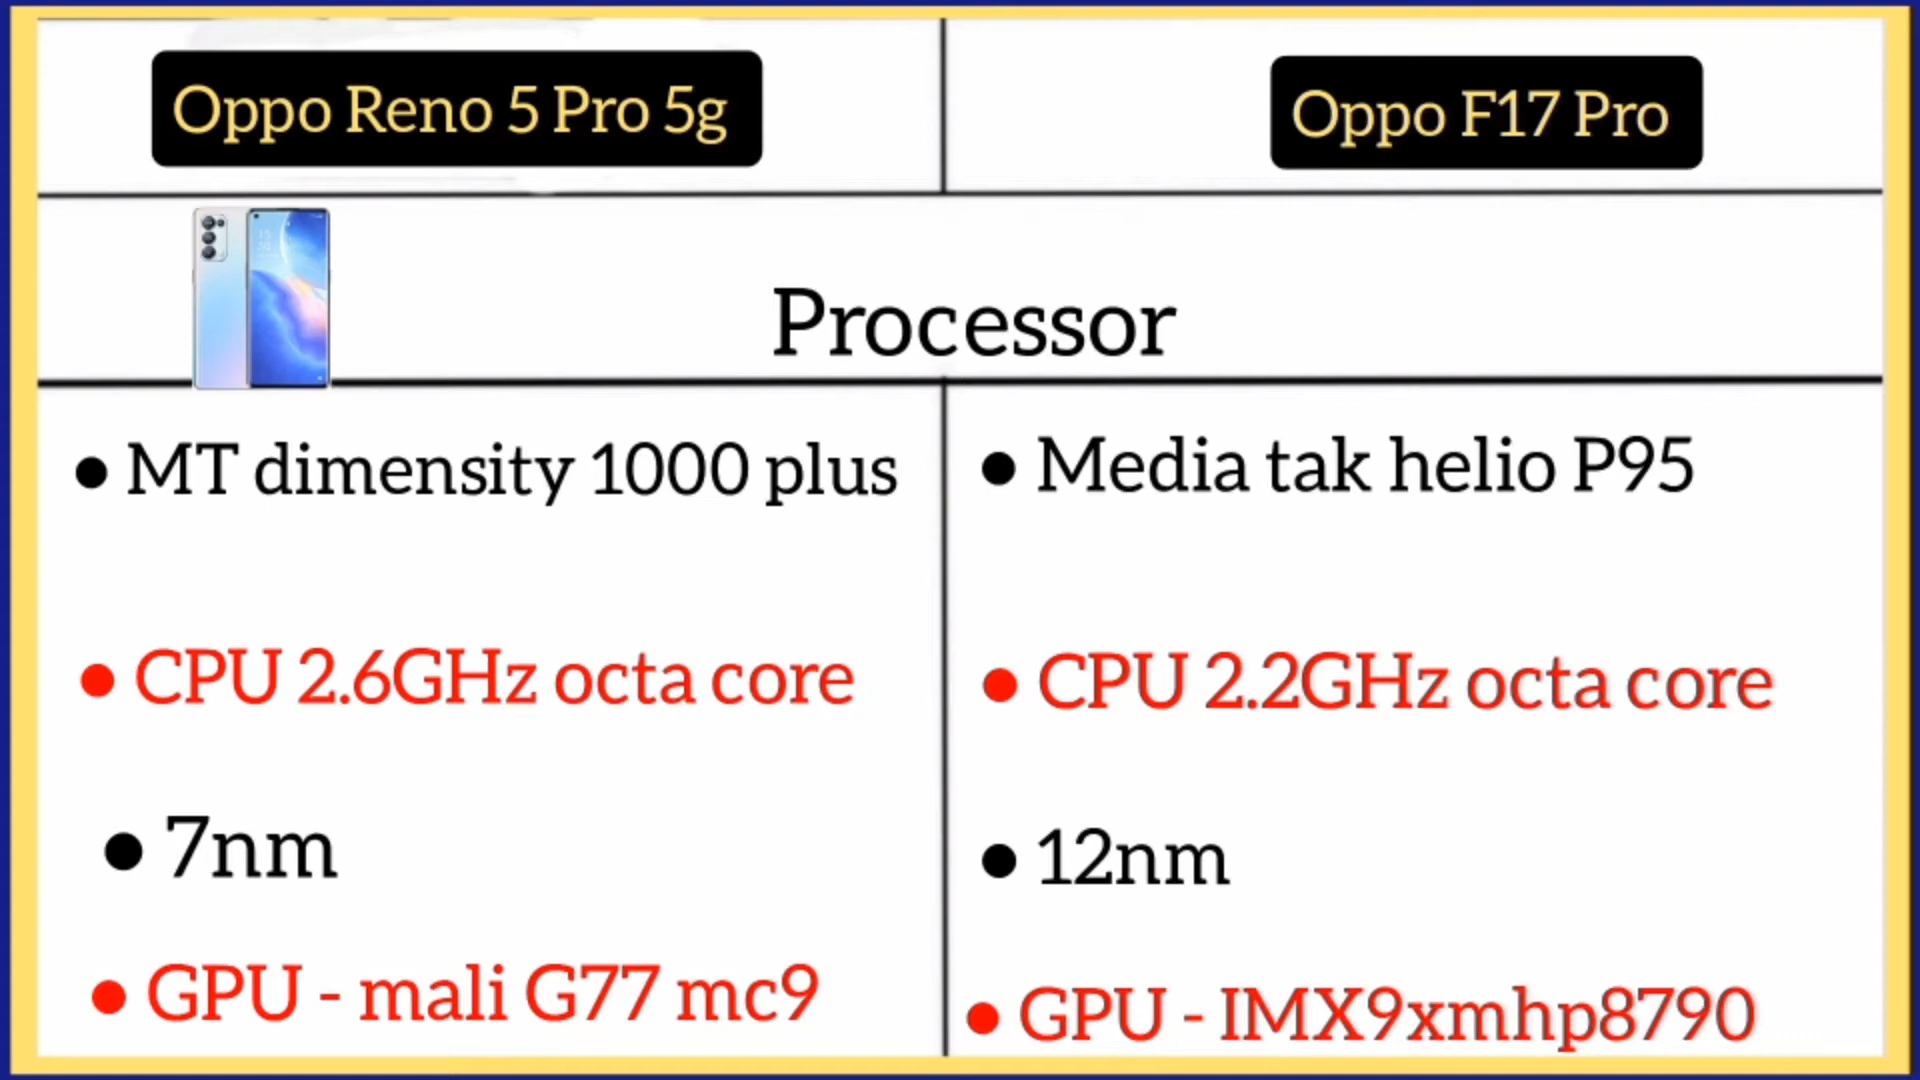 Oppo Reno 5 Pro 5g
Oppo F17 Pro
Processor
● MT dimensity 1000 plus
● Media tak helio P95
● CPU 2.6GHz octa core
● CPU 2.2GHz octa core
● 7nm
● 12nm
● GPU - mali G77 mc9
● GPU - IMX9xmhp8790